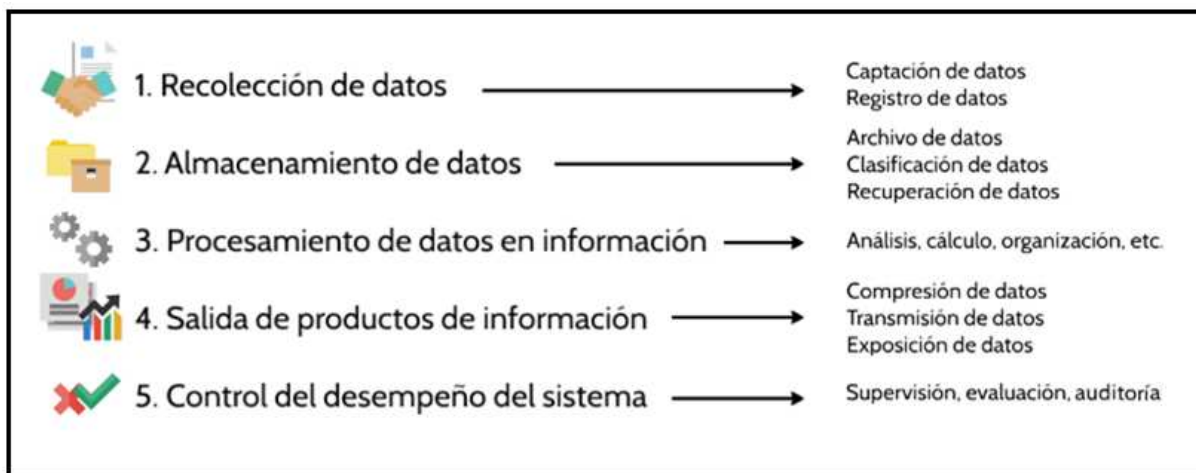 1. Recolección de datos
Captación de datos
Registro de datos
2. Almacenamiento de datos
Archivo de datos
Clasificación de datos
Recuperación de datos
3. Procesamiento de datos en información
Análisis, cálculo, organización, etc.
4. Salida de productos de información
Compresión de datos
Transmisión de datos
Exposición de datos
5. Control del desempeño del sistema
Supervisión, evaluación, auditoría